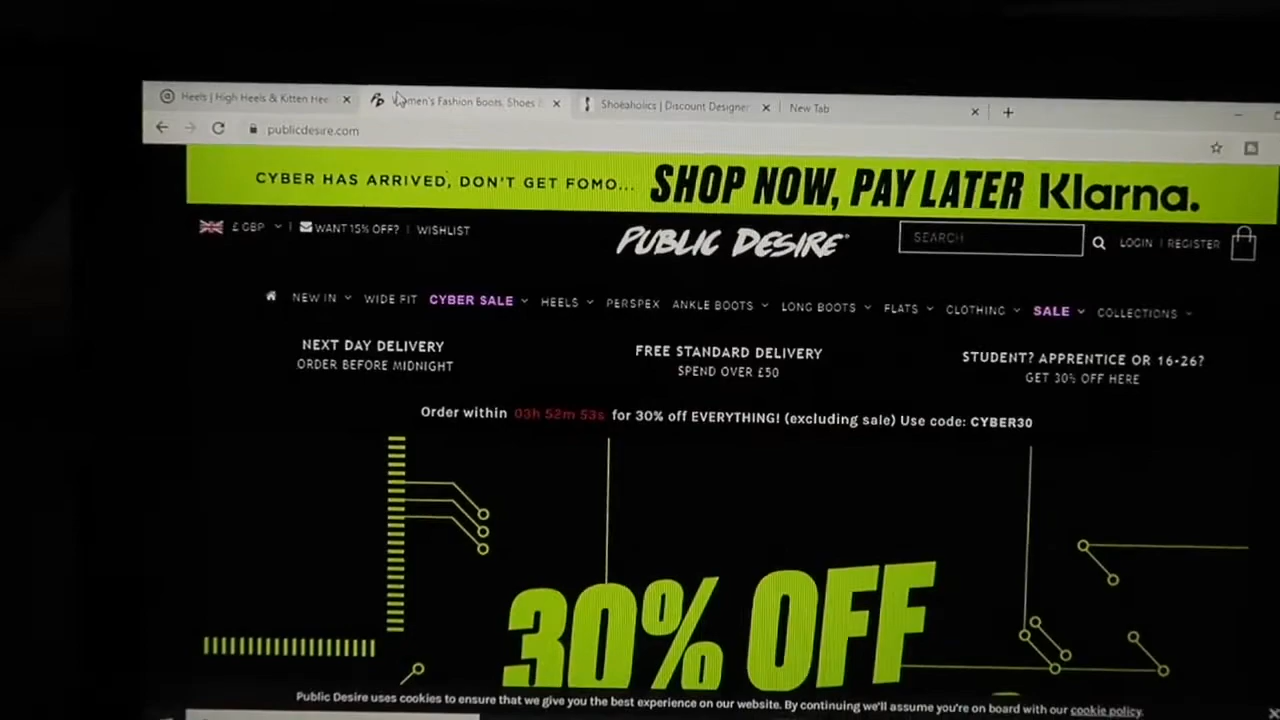 Heels | High Heels & Kitten Hee
men's Fashion Boots, Shoes
Shoeaholics | Discount Designer
New Tab
publicdesire.com
CYBER HAS ARRIVED, DON'T GET FOMO... SHOP NOW, PAY LATER Klarna.
£ GBP | WANT 15% OFF? | WISHLIST
PUBLIC DESIRE
SEARCH
LOGIN | REGISTER
NEW IN WIDE FIT CYBER SALE HEELS PERSPEX ANKLE BOOTS LONG BOOTS FLATS CLOTHING SALE COLLECTIONS
NEXT DAY DELIVERY
ORDER BEFORE MIDNIGHT
FREE STANDARD DELIVERY
SPEND OVER £50
STUDENT? APPRENTICE OR 16-26?
GET 30% OFF HERE
Order within 03h 52m 53s for 30% off EVERYTHING! (excluding sale) Use code: CYBER30
30% OFF
Public Desire uses cookies to ensure that we give you the best experience on our website. By continuing we'll assume you're on board with our cookie policy.